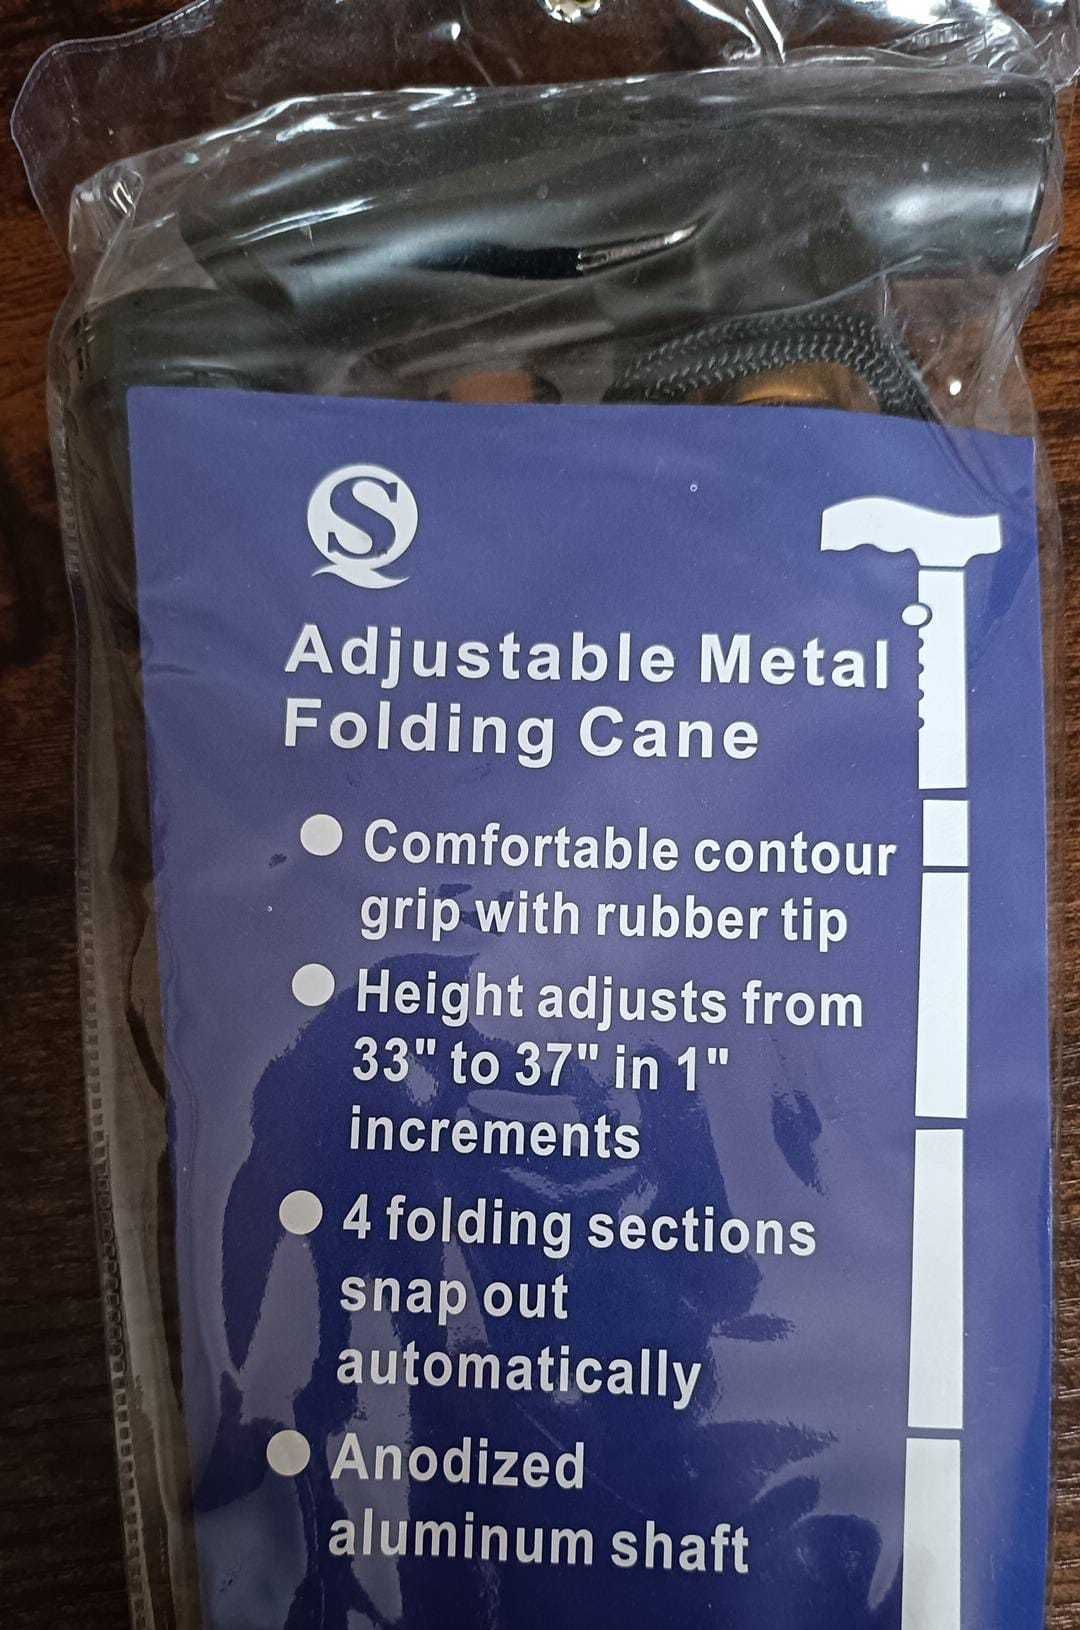 SQ
Adjustable Metal
Folding Cane
Comfortable contour
grip with rubber tip
Height adjusts from
33" to 37" in 1"
increments
4 folding sections
snap out
automatically
Anodized
aluminum shaft